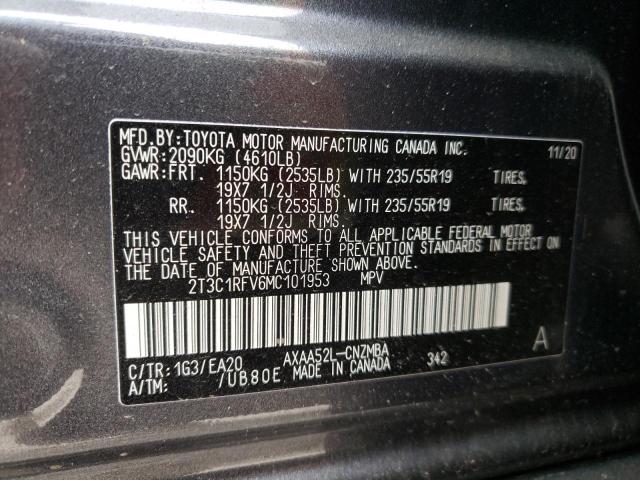 MFD.BY:TOYOTA MOTOR MANUFACTURING CANADA INC. 11/20
GVWR:2090KG (4610LB)
GAWR:FRT. 1150KG (2535LB) WITH 235/55R19 TIRES,
19X7 1/2J RIMS.
RR. 1150KG (2535LB) WITH 235/55R19 TIRES,
19X7 1/2J RIMS.
THIS VEHICLE CONFORMS TO ALL APPLICABLE FEDERAL MOTOR
VEHICLE SAFETY AND THEFT PREVENTION STANDARDS IN EFFECT ON
THE DATE OF MANUFACTURE SHOWN ABOVE.
2T3C1RFV6MC101953 MPV
C/TR:1G3/EA20 AXAA52L-CNZMBA 342 A
A/TM: /UB80E MADE IN CANADA